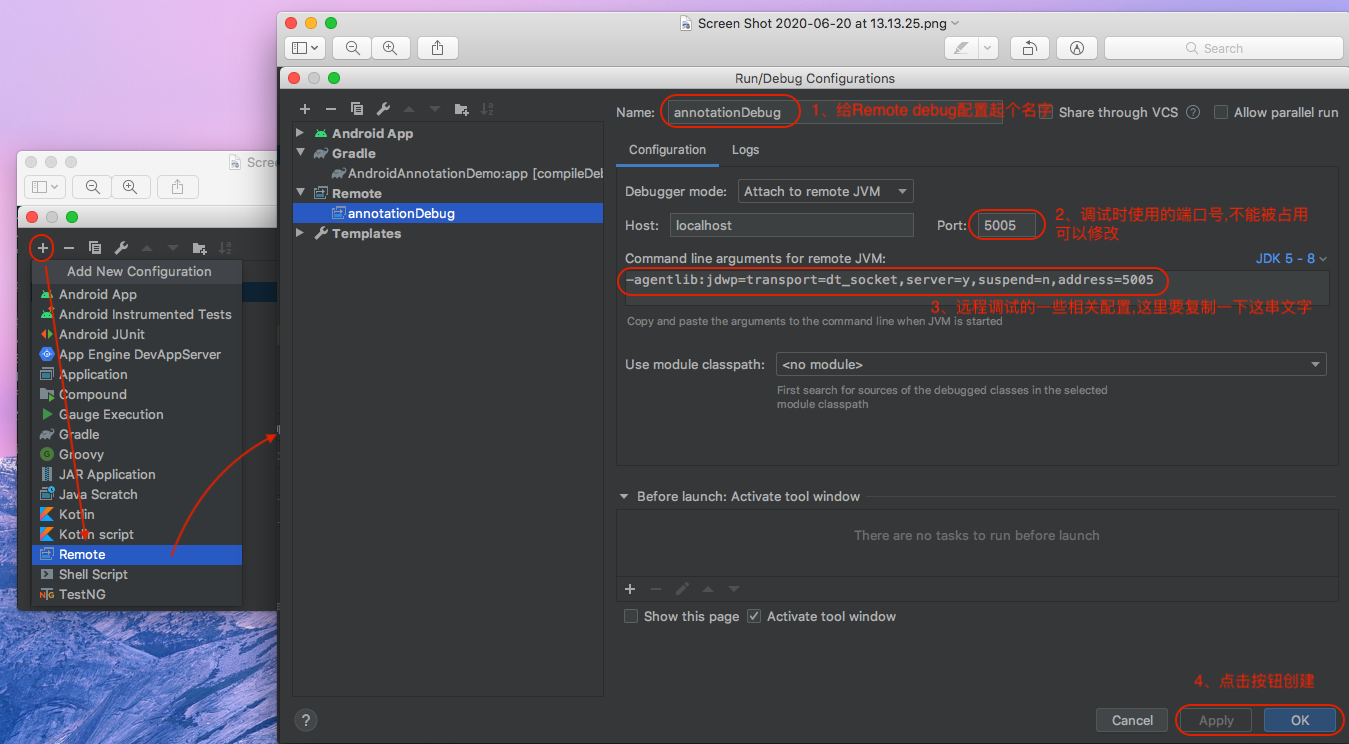 Screen Shot 2020-06-20 at 13.13.25.png
Search
Scree
Add New Configuration
Android App
Android Instrumented Tests
Android JUnit
App Engine DevAppServer
Application
Compound
Gauge Execution
Gradle
Groovy
JAR Application
Java Scratch
Kotlin
Kotlin script
Remote
Shell Script
TestNG
Run/Debug Configurations
Android App
Gradle
AndroidAnnotationDemo:app [compileDeb
Remote
annotationDebug
Templates
Name: annotationDebug
1、给Remote debug配置起个名字
Share through VCS ? Allow parallel run
Configuration Logs
Debugger mode: Attach to remote JVM
Host: localhost Port: 5005
2、调试时使用的端口号,不能被占用
可以修改
Command line arguments for remote JVM: JDK 5 - 8
-agentlib:jdwp=transport=dt_socket,server=y,suspend=n,address=5005
3、远程调试的一些相关配置,这里要复制一下这串文字
Copy and paste the arguments to the command line when JVM is started
Use module classpath: <no module>
First search for sources of the debugged classes in the selected
module classpath
Before launch: Activate tool window
There are no tasks to run before launch
Show this page Activate tool window
4、点击按钮创建
? Cancel Apply OK